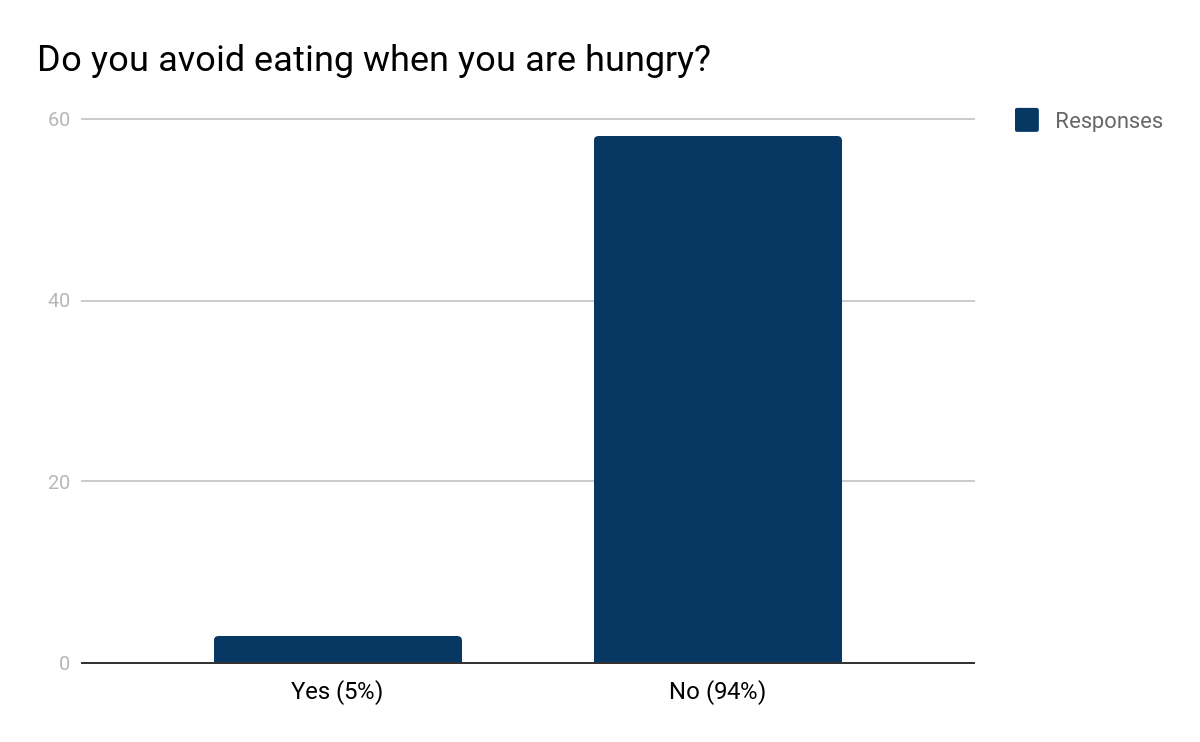 Do you avoid eating when you are hungry?
60
Responses
40
20
0
Yes (5%)
No (94%)